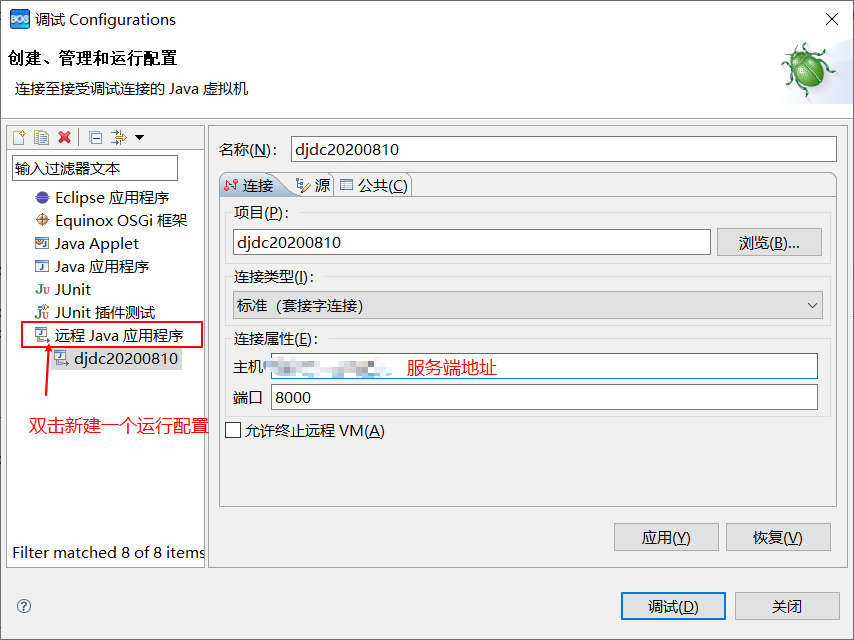 BOS 调试 Configurations
创建、管理和运行配置
连接至接受调试连接的 Java 虚拟机
输入过滤器文本
Eclipse 应用程序
Equinox OSGi 框架
Java Applet
Java 应用程序
JUnit
JUnit 插件测试
远程 Java 应用程序
djdc20200810
双击新建一个运行配置
Filter matched 8 of 8 items
名称(N): djdc20200810
连接 源 公共(C)
项目(P):
djdc20200810 浏览(B)...
连接类型(I):
标准（套接字连接）
连接属性(E):
主机 服务端地址
端口 8000
允许终止远程 VM(A)
应用(Y) 恢复(V)
调试(D) 关闭